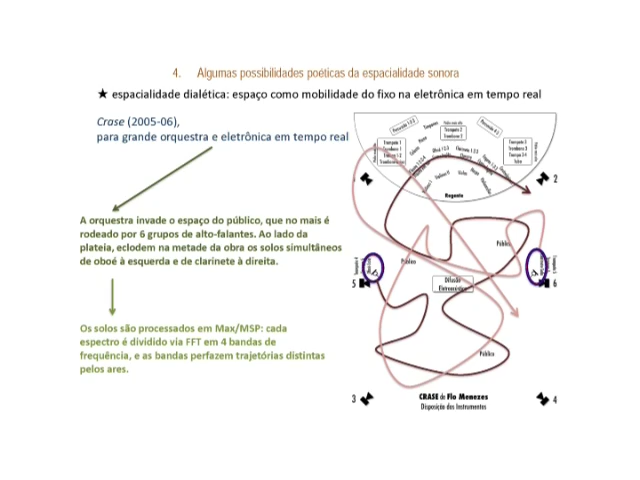 4. Algumas possibilidades poéticas da espacialidade sonora
★ espacialidade dialética: espaço como mobilidade do fixo na eletrônica em tempo real
Crase (2005-06),
para grande orquestra e eletrônica em tempo real
A orquestra invade o espaço do público, que no mais é
rodeado por 6 grupos de alto-falantes. Ao lado da
plateia, eclodem na metade da obra os solos simultâneos
de oboé à esquerda e de clarinete à direita.
Os solos são processados em Max/MSP: cada
espectro é dividido via FFT em 4 bandas de
frequência, e as bandas perfazem trajetórias distintas
pelos ares.
Regente
2
Público
Público
5
6
Difusão
Eletroacústica
Público
3
CRASE de Flo Menezes
4
Disposição dos Instrumentos